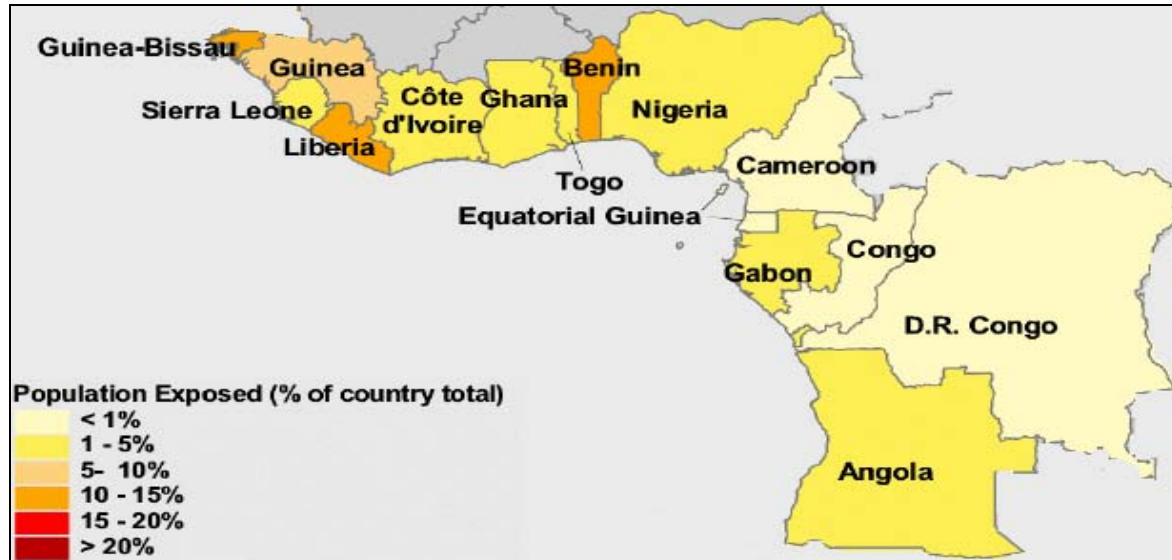 Guinea-Bissau
Guinea
Sierra Leone
Liberia
Côte
d'Ivoire
Ghana
Benin
Nigeria
Togo
Cameroon
Equatorial Guinea
Congo
Gabon
D.R. Congo
Angola
Population Exposed (% of country total)
< 1%
1 - 5%
5- 10%
10 - 15%
15 - 20%
> 20%